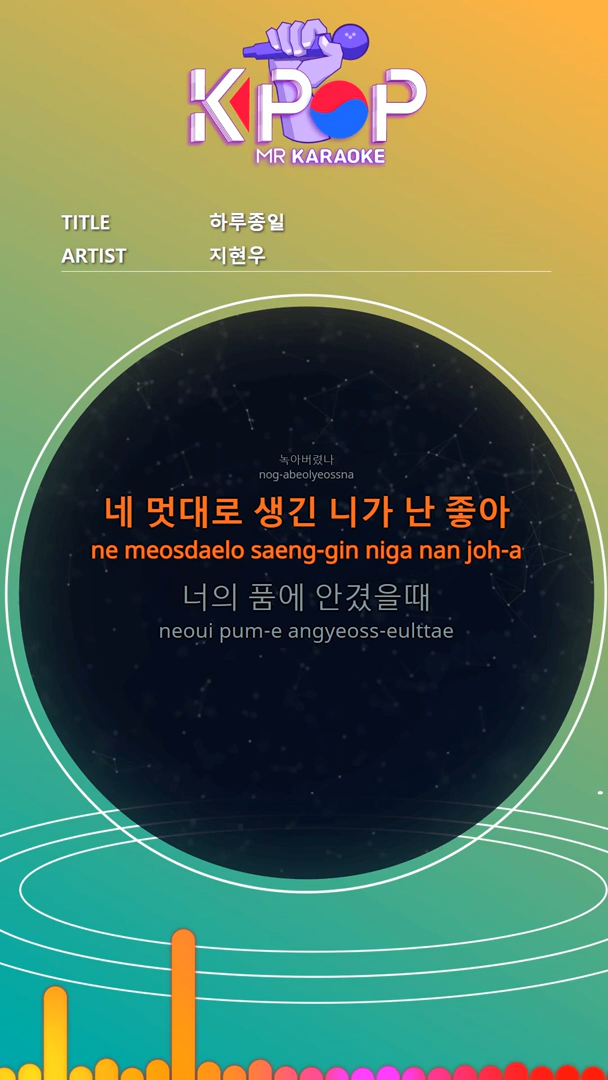 KPOP
MR KARAOKE
TITLE 하루종일
ARTIST 지현우
녹아버렸나
nog-abeolyeossna
네 멋대로 생긴 니가 난 좋아
ne meosdaelo saeng-gin niga nan joh-a
너의 품에 안겼을때
neoui pum-e angyeoss-eulttae